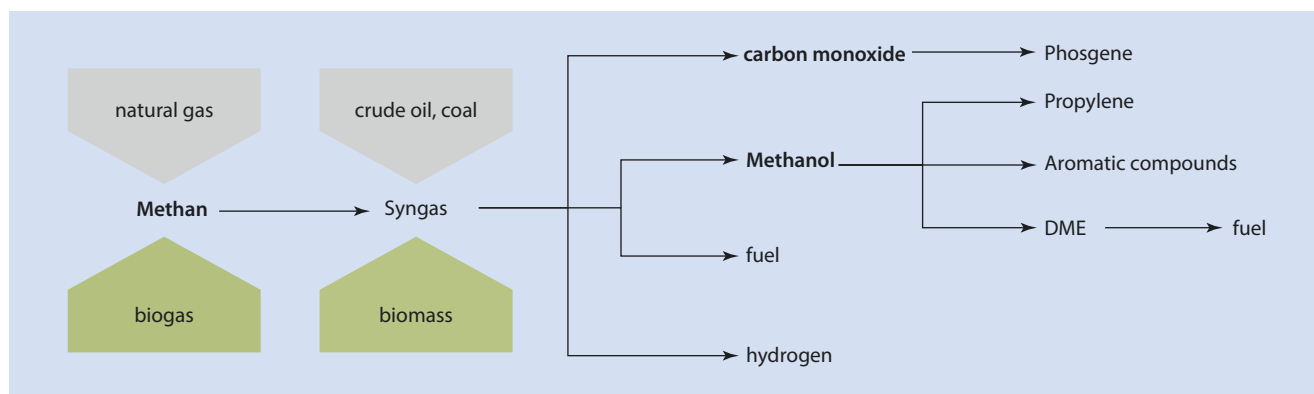 natural gas
crude oil, coal
Methan
Syngas
biogas
biomass
carbon monoxide
Phosgene
Propylene
Methanol
Aromatic compounds
DME
fuel
fuel
hydrogen